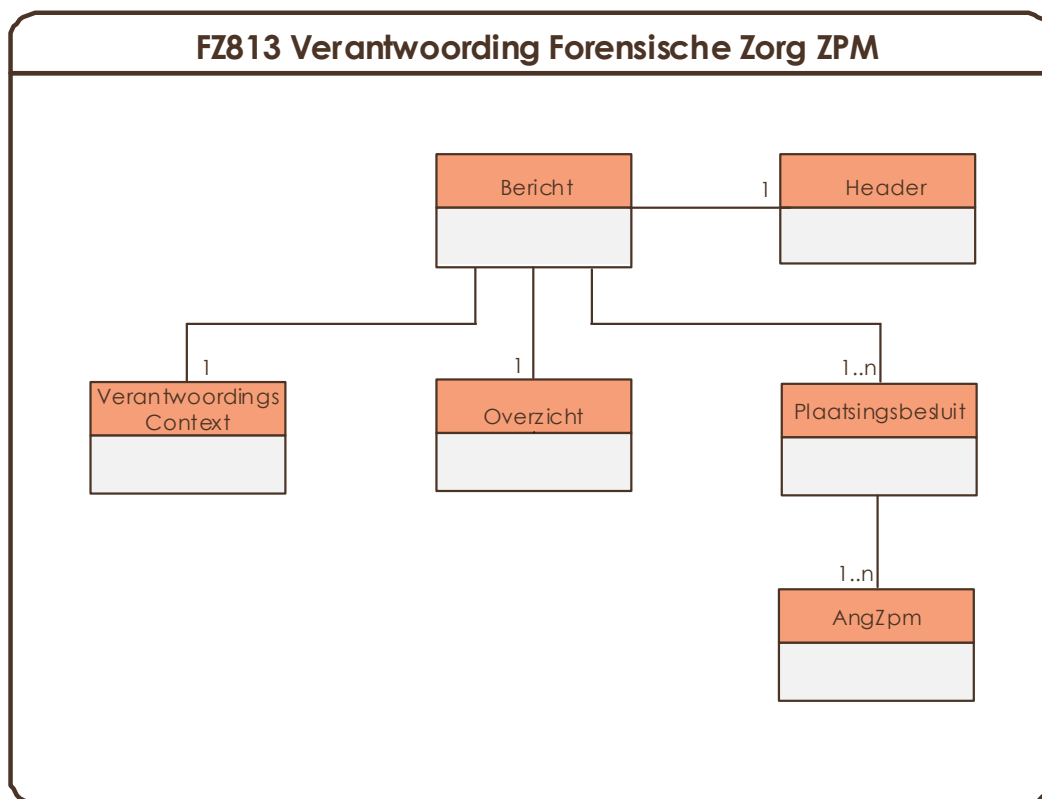 FZ813 Verantwoording Forensische Zorg ZPM
Bericht
1
Header
1
1
1..n
Verantwoordings
Context
Overzicht
Plaatsingsbesluit
1..n
AngZpm